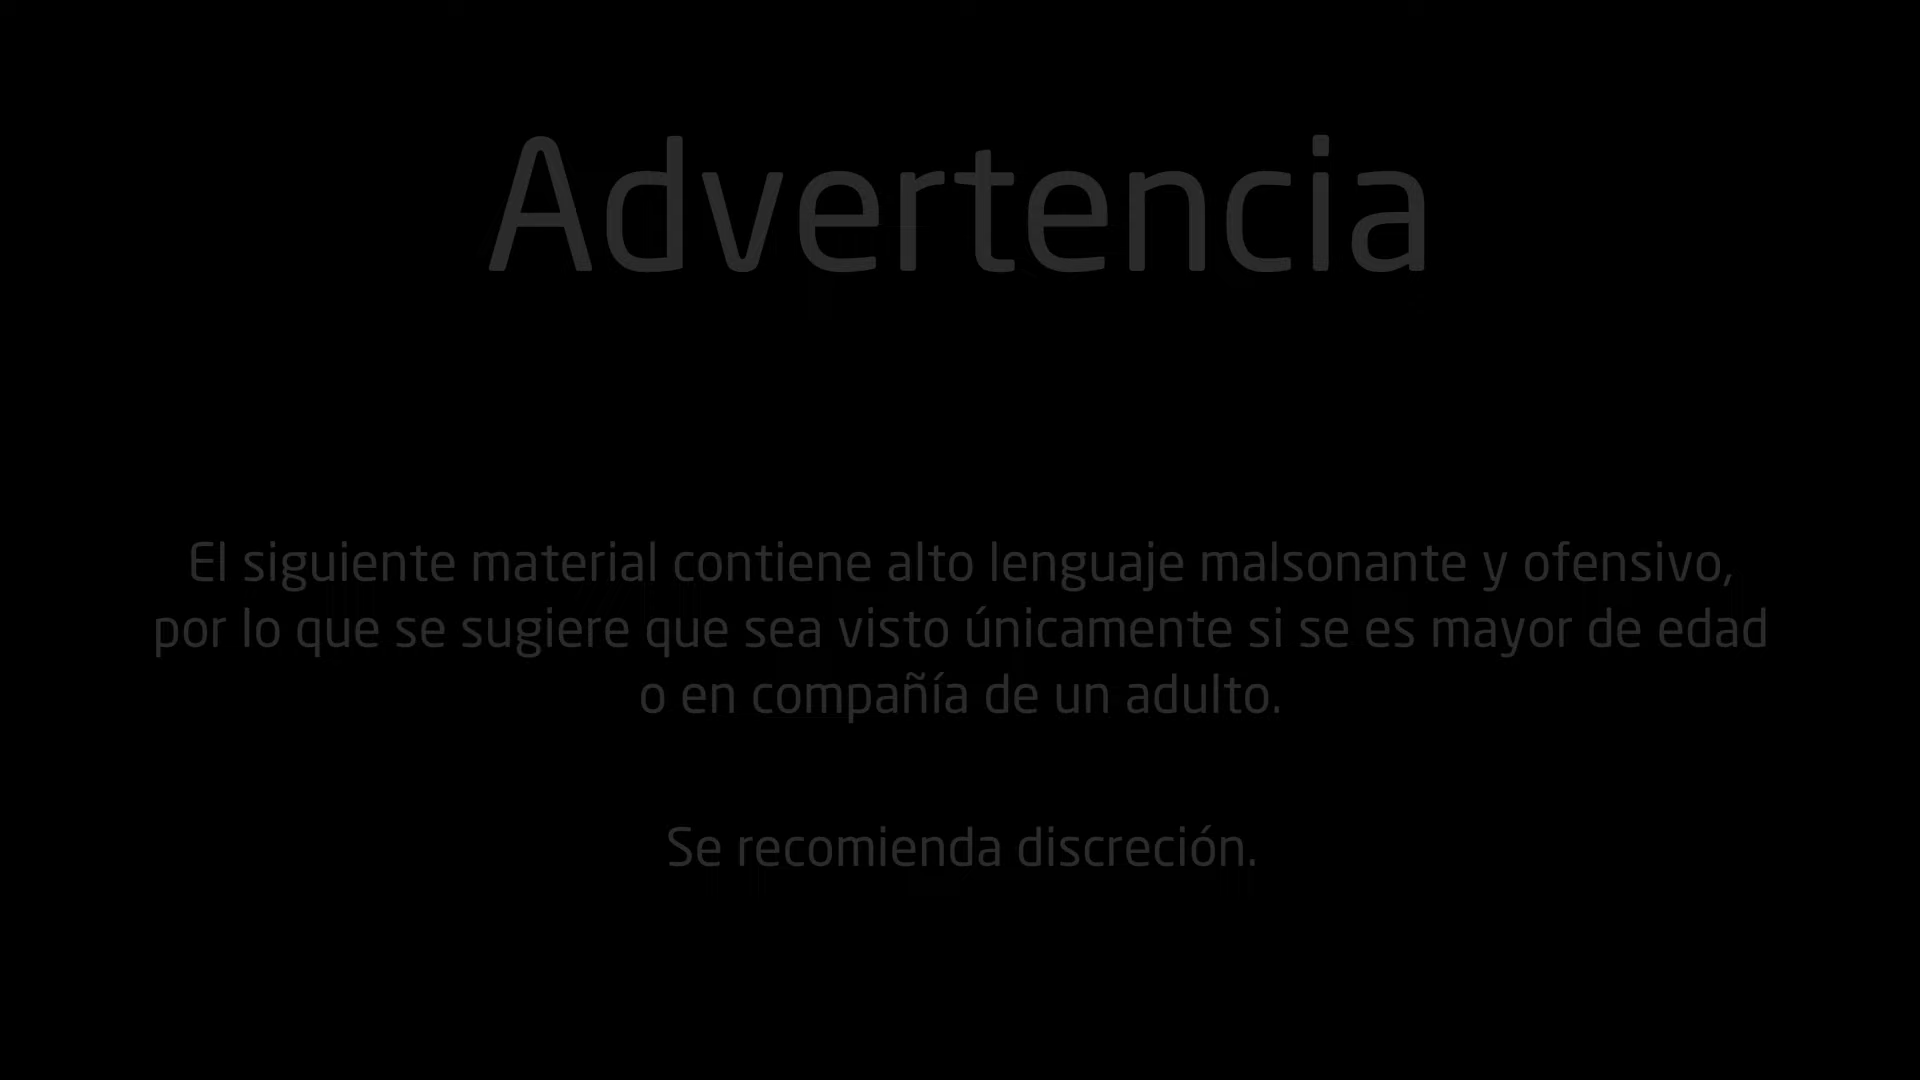 Advertencia
El siguiente material contiene alto lenguaje malsonante y ofensivo,
por lo que se sugiere que sea visto únicamente si se es mayor de edad
o en compañía de un adulto.
Se recomienda discreción.